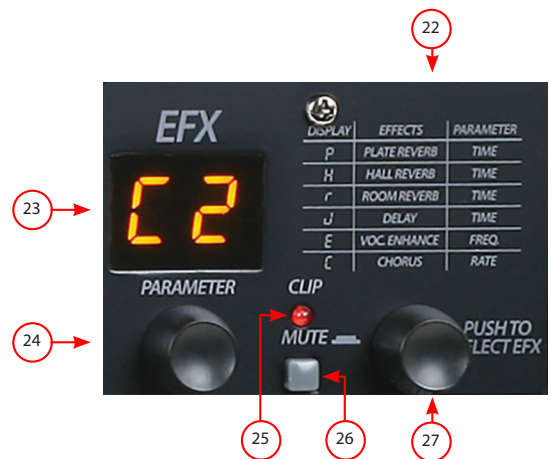 22
EFX
DISPLAY EFFECTS PARAMETER
P PLATE REVERB TIME
H HALL REVERB TIME
r ROOM REVERB TIME
d DELAY TIME
E VOC. ENHANCE FREQ.
C CHORUS RATE
23
C2
PARAMETER
CLIP
24
MUTE
PUSH TO
SELECT EFX
25
26
27